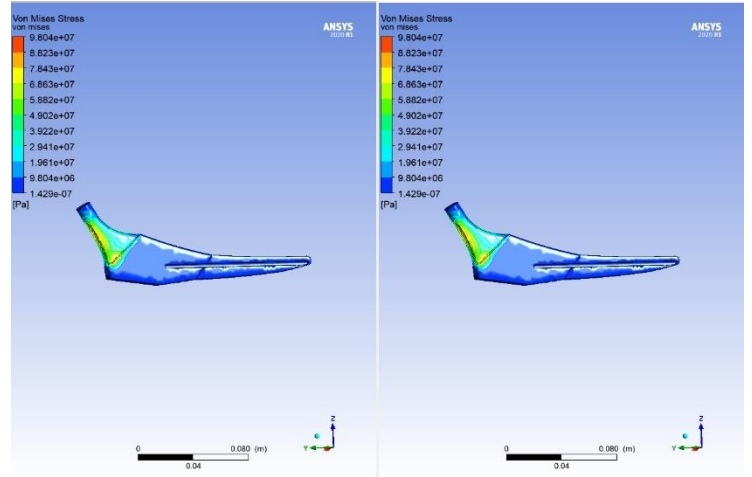 Von Mises Stress
von mises
9.804e+07
8.823e+07
7.843e+07
6.863e+07
5.882e+07
4.902e+07
3.922e+07
2.941e+07
1.961e+07
9.804e+06
1.429e-07
[Pa]
ANSYS
2020 R1
0 0.080 (m)
0.04
Z
Y
Von Mises Stress
von mises
9.804e+07
8.823e+07
7.843e+07
6.863e+07
5.882e+07
4.902e+07
3.922e+07
2.941e+07
1.961e+07
9.804e+06
1.429e-07
[Pa]
ANSYS
2020 R1
0 0.080 (m)
0.04
Z
Y